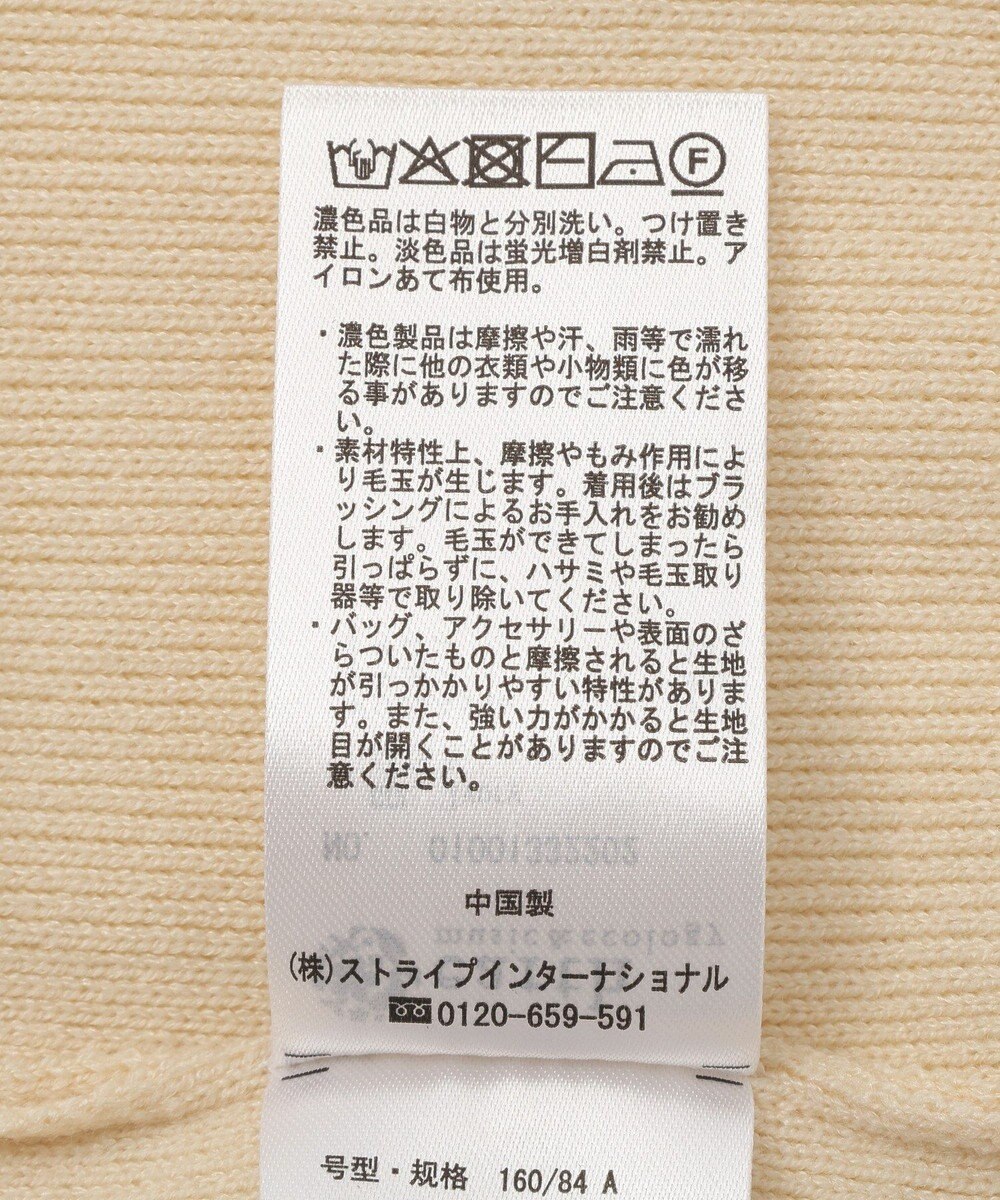 F
濃色品は白物と分別洗い。つけ置き
禁止。淡色品は蛍光増白剤禁止。ア
イロンあて布使用。
・濃色製品は摩擦や汗、雨等で濡れ
た際に他の衣類や小物類に色が移
る事がありますのでご注意くださ
い。
・素材特性上、摩擦やもみ作用によ
り毛玉が生じます。着用後はブラ
ッシングによるお手入れをお勧め
します。毛玉ができてしまったら
引っぱらずに、ハサミや毛玉取り
器等で取り除いてください。
・バッグ、アクセサリーや表面のざ
らついたものと摩擦されると生地
が引っかかりやすい特性がありま
す。また、強い力がかかると生地
目が開くことがありますのでご注
意ください。
NO. 01001332202
中国製
music&ecology
(株)ストライプインターナショナル
0120-659-591
号型・规格 160/84 A